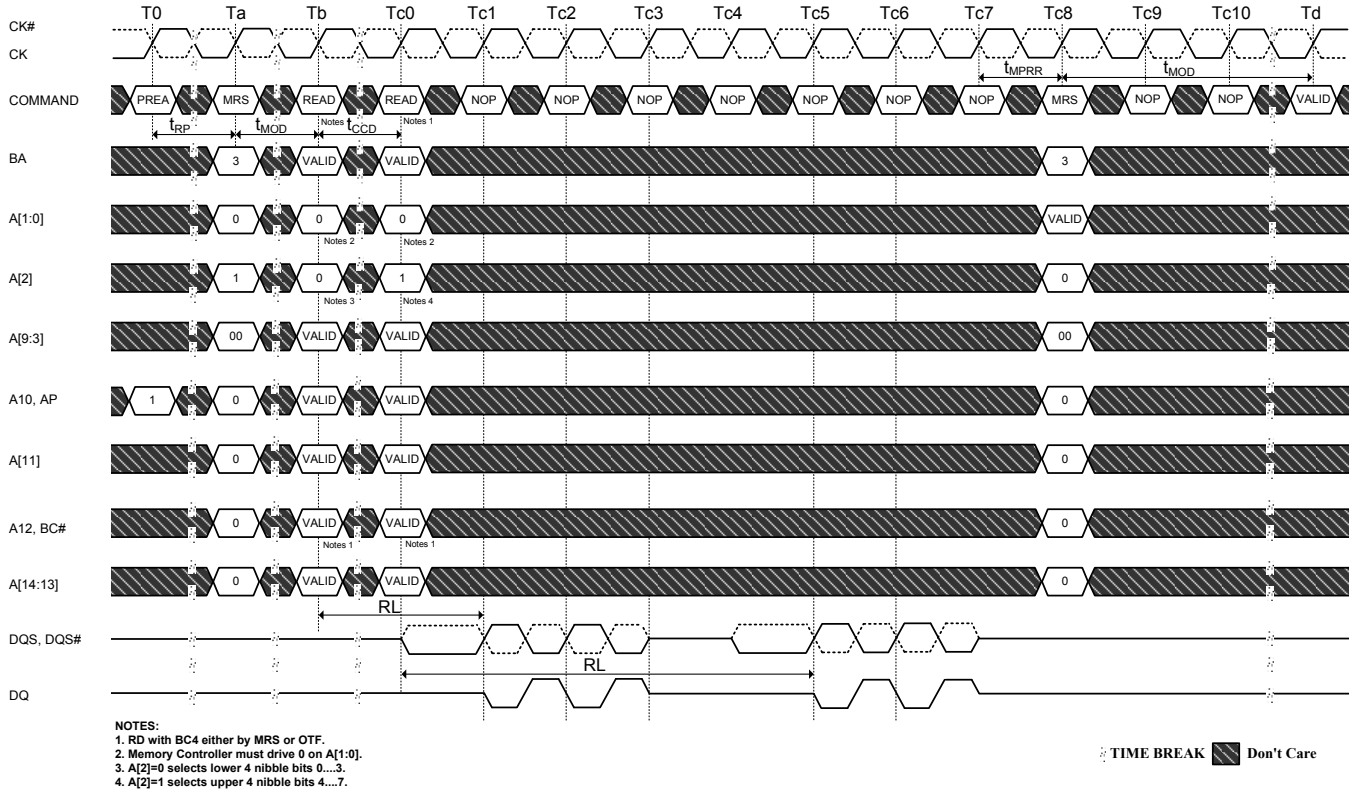 T0 Ta Tb Tc0 Tc1 Tc2 Tc3 Tc4 Tc5 Tc6 Tc7 Tc8 Tc9 Tc10 Td
CK#
CK
tMPRR tMOD
COMMAND PREA MRS READ READ NOP NOP NOP NOP NOP NOP NOP MRS NOP NOP VALID
Notes 1 Notes 1
tRP tMOD tCCD
BA 3 VALID VALID 3
A[1:0] 0 0 0 VALID
Notes 2 Notes 2
A[2] 1 0 1 0
Notes 3 Notes 4
A[9:3] 00 VALID VALID 00
A10, AP 1 0 VALID VALID 0
A[11] 0 VALID VALID 0
A12, BC# 0 VALID VALID 0
Notes 1 Notes 1
A[14:13] 0 VALID VALID 0
RL
DQS, DQS#
RL
DQ
NOTES:
1. RD with BC4 either by MRS or OTF.
2. Memory Controller must drive 0 on A[1:0].
3. A[2]=0 selects lower 4 nibble bits 0....3.
4. A[2]=1 selects upper 4 nibble bits 4....7.
TIME BREAK Don't Care